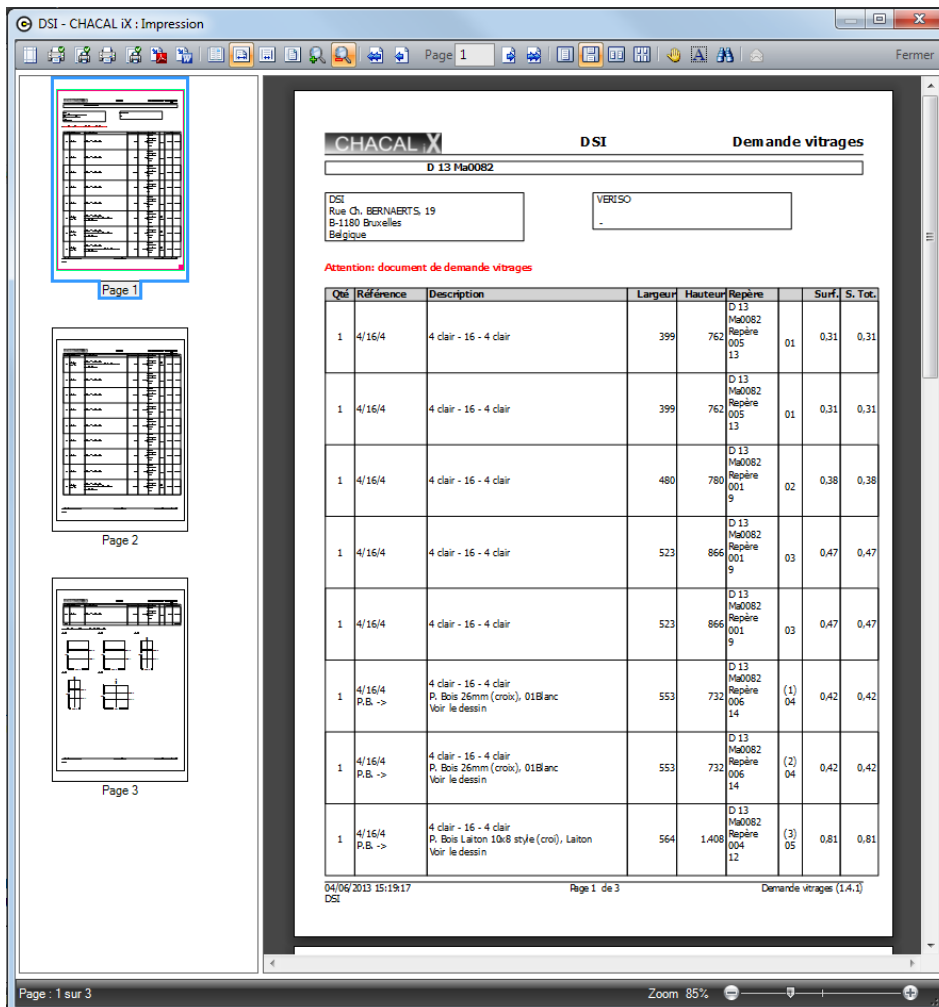 DSI - CHACAL iX : Impression
Page 1 Fermer
Page 1
Page 2
Page 3
CHACAL iX DSI Demande vitrages
D 13 Ma0082
DSI
Rue Ch. BERNAERTS, 19
B-1180 Bruxelles
Belgique
VERISO
-
Attention: document de demande vitrages
Qté Référence Description Largeur Hauteur Repère Surf. S. Tot.
1 4/16/4 4 clair - 16 - 4 clair 399 762 D 13 Ma0082 Repère 005 13 01 0,31 0,31
1 4/16/4 4 clair - 16 - 4 clair 399 762 D 13 Ma0082 Repère 005 13 01 0,31 0,31
1 4/16/4 4 clair - 16 - 4 clair 480 780 D 13 Ma0082 Repère 001 9 02 0,38 0,38
1 4/16/4 4 clair - 16 - 4 clair 523 866 D 13 Ma0082 Repère 001 9 03 0,47 0,47
1 4/16/4 4 clair - 16 - 4 clair 523 866 D 13 Ma0082 Repère 001 9 03 0,47 0,47
1 4/16/4 P.B. -> 4 clair - 16 - 4 clair P. Bois 26mm (croix), 01Blanc Voir le dessin 553 732 D 13 Ma0082 Repère 006 14 (1) 04 0,42 0,42
1 4/16/4 P.B. -> 4 clair - 16 - 4 clair P. Bois 26mm (croix), 01Blanc Voir le dessin 553 732 D 13 Ma0082 Repère 006 14 (2) 04 0,42 0,42
1 4/16/4 P.B. -> 4 clair - 16 - 4 clair P. Bois Laiton 10x8 style (croi), Laiton Voir le dessin 564 1.408 D 13 Ma0082 Repère 004 12 (3) 05 0,81 0,81
04/06/2013 15:19:17 Page 1 de 3 Demande vitrages (1.4.1)
DSI
Page : 1 sur 3 Zoom 85%